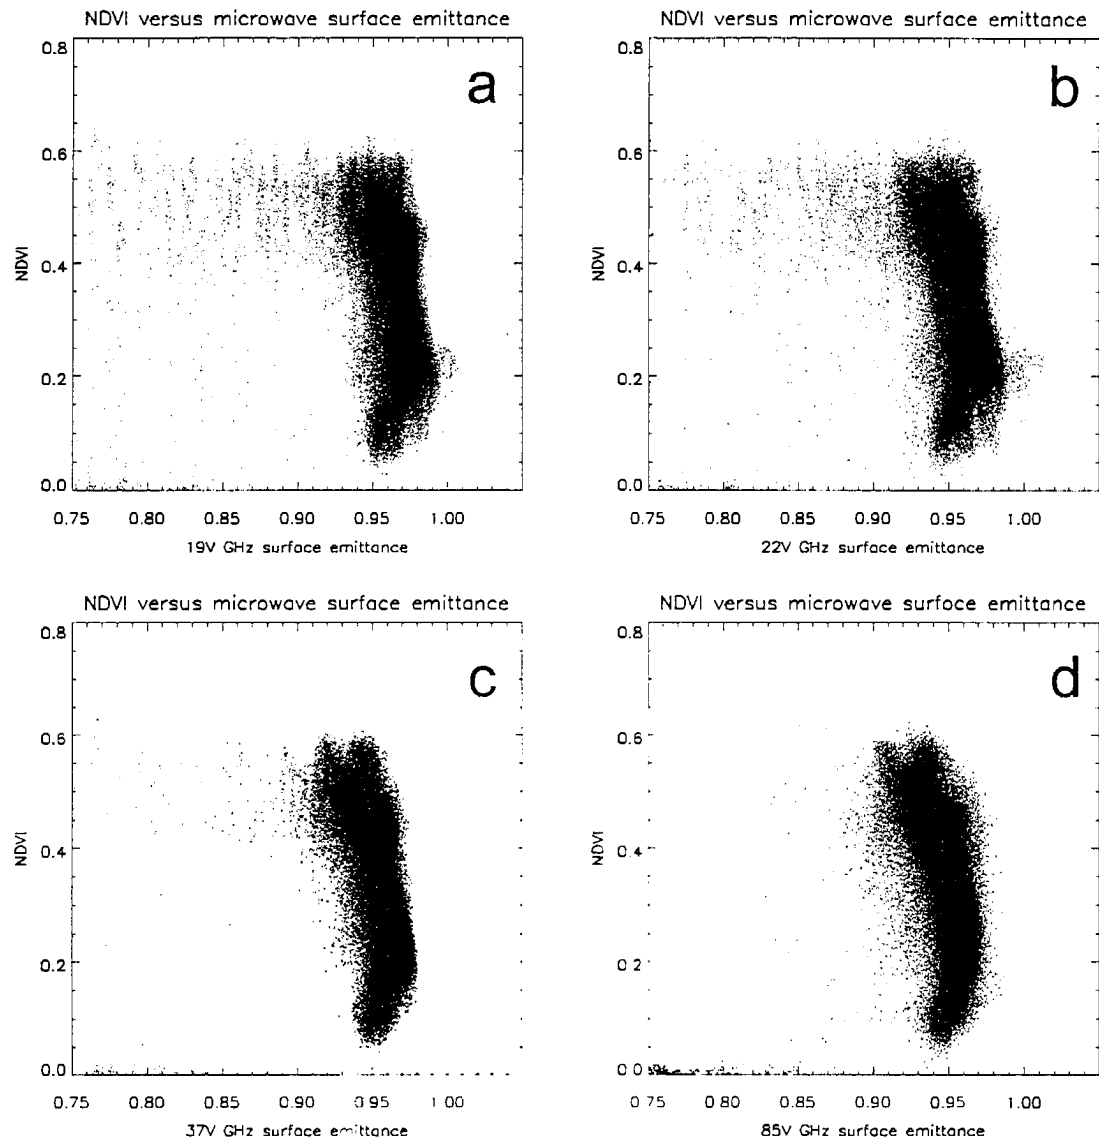 NDVI versus microwave surface emittance
0.8
0.6
0.4
0.2
0.0
NDVI
a
0.75 0.80 0.85 0.90 0.95 1.00
19V GHz surface emittance
NDVI versus microwave surface emittance
0.8
0.6
0.4
0.2
0.0
NDVI
b
0.75 0.80 0.85 0.90 0.95 1.00
22V GHz surface emittance
NDVI versus microwave surface emittance
0.8
0.6
0.4
0.2
0.0
NDVI
c
0.75 0.80 0.85 0.90 0.95 1.00
37V GHz surface emittance
NDVI versus microwave surface emittance
0.8
0.6
0.4
0.2
0.0
NDVI
d
0.75 0.80 0.85 0.90 0.95 1.00
85V GHz surface emittance